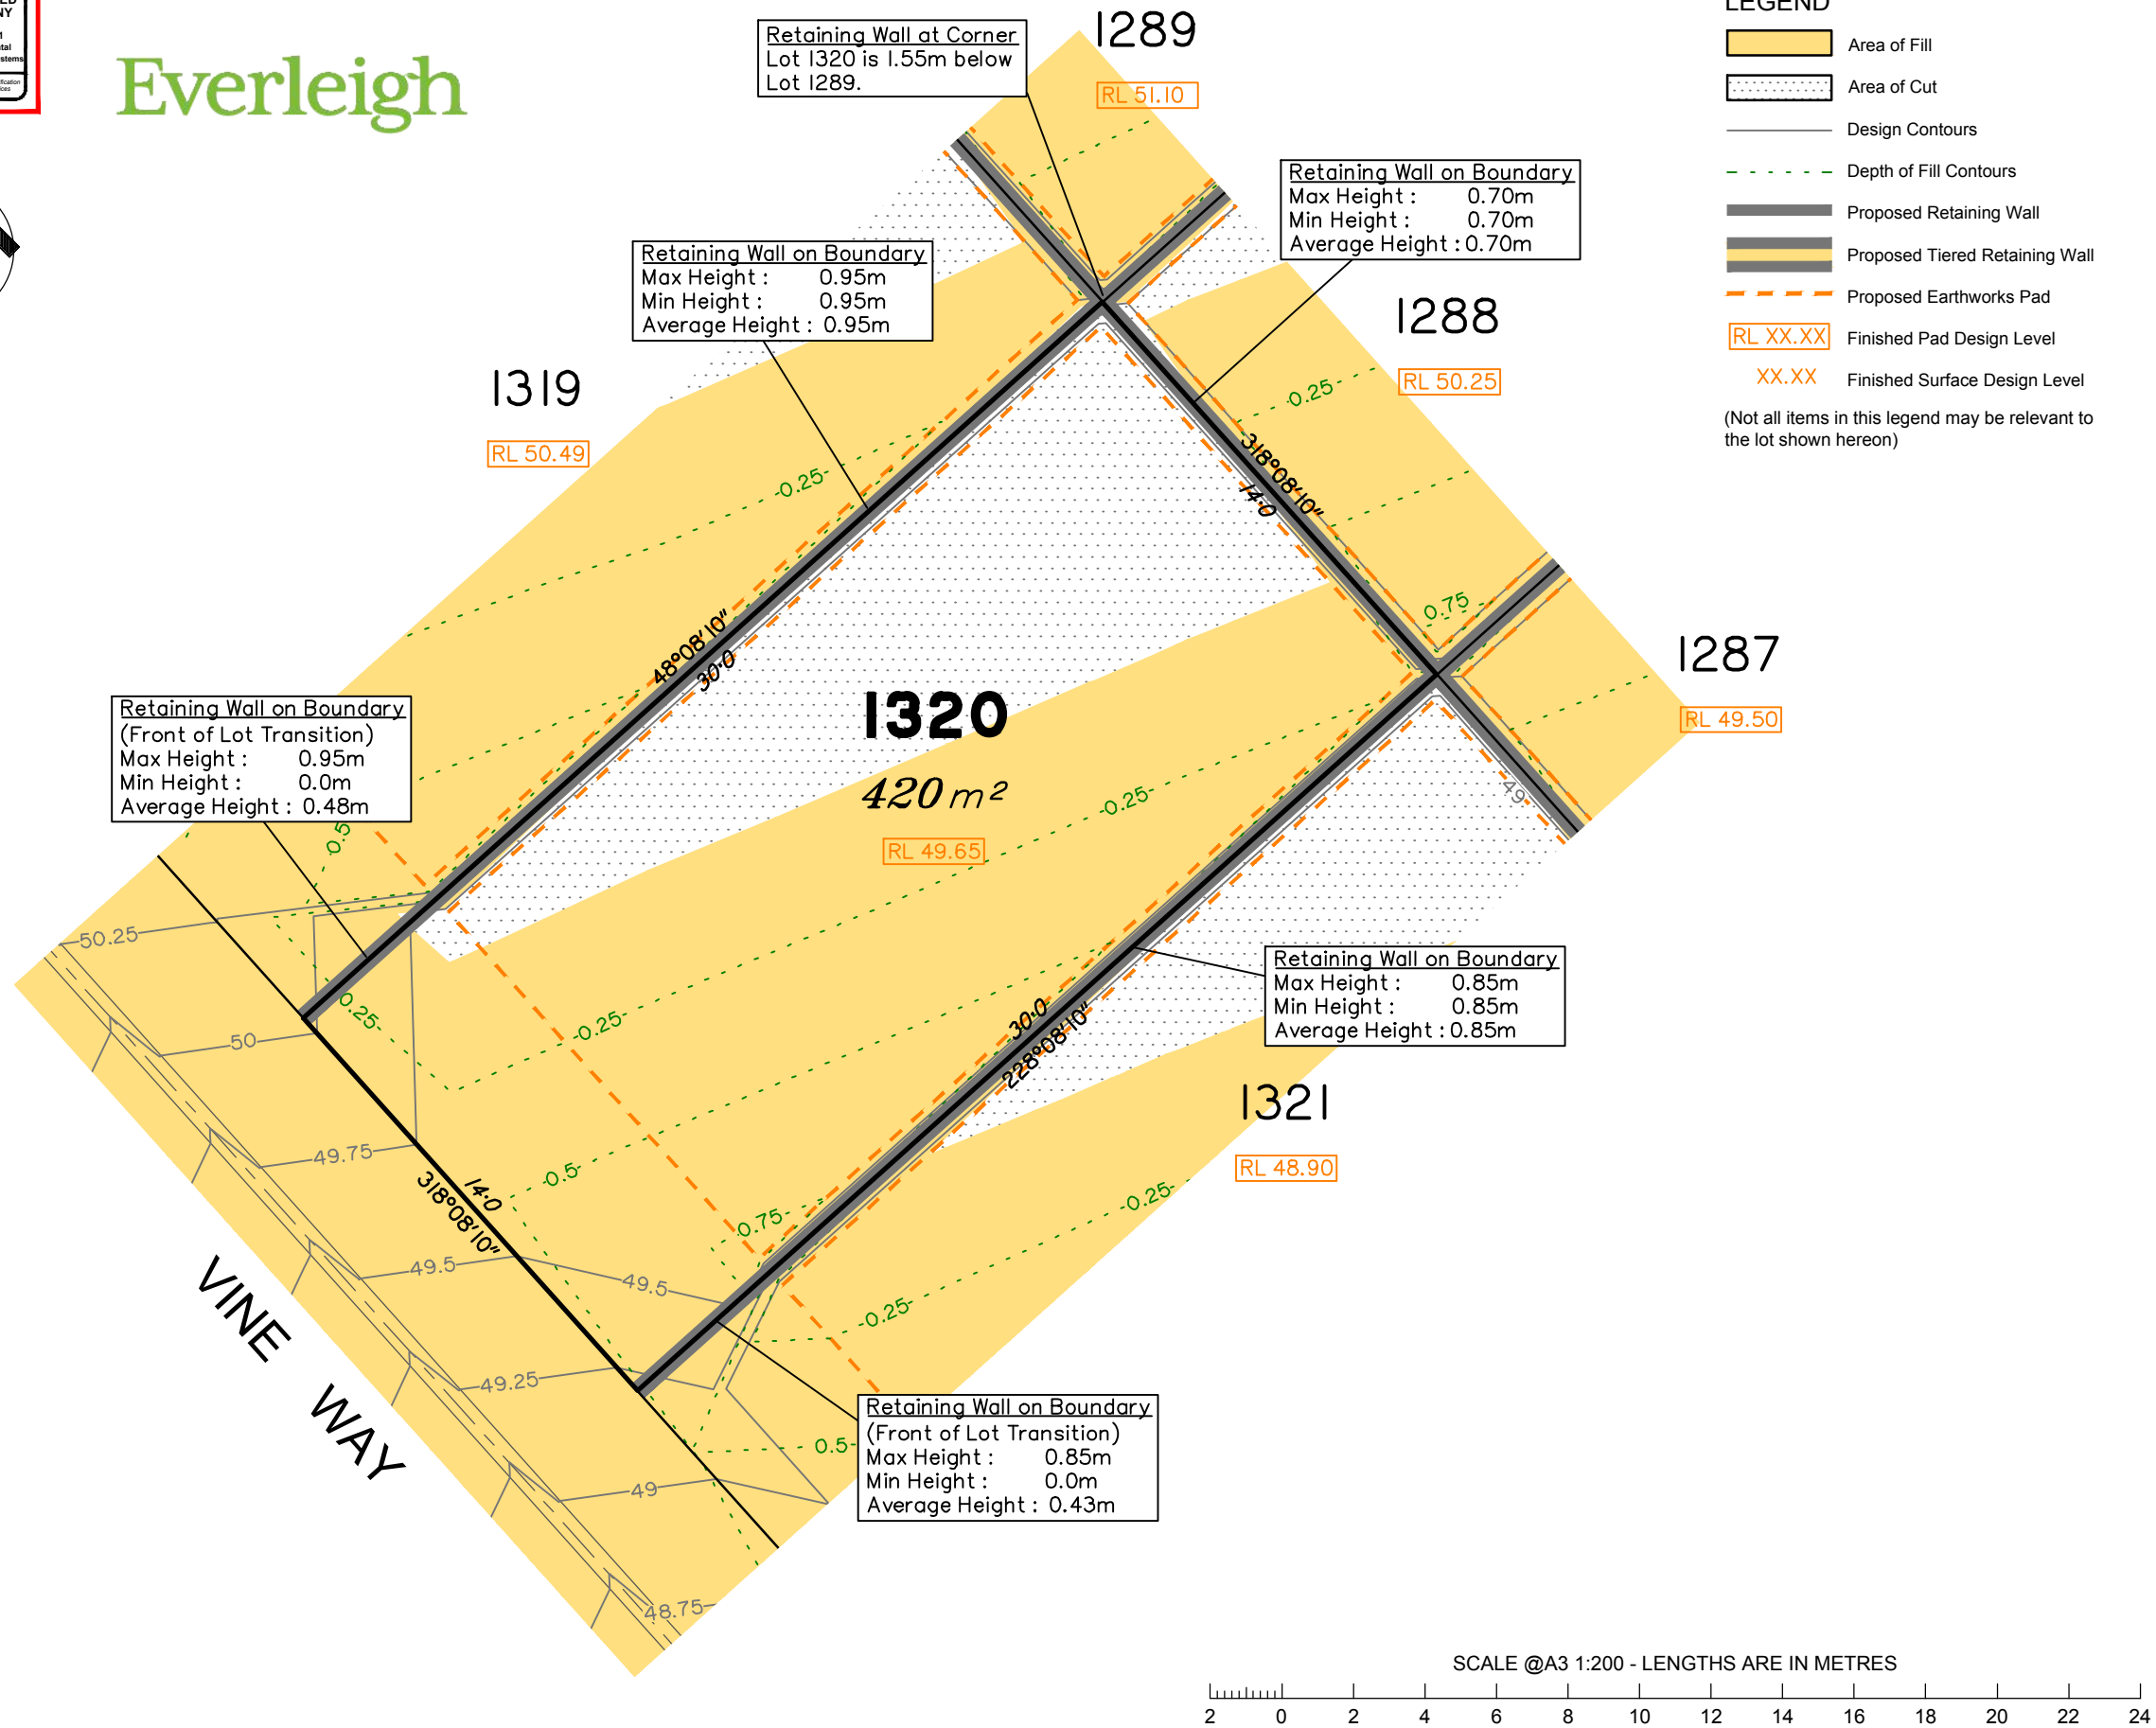 Everleigh
LEGEND
Area of Fill
Area of Cut
Design Contours
Depth of Fill Contours
Proposed Retaining Wall
Proposed Tiered Retaining Wall
Proposed Earthworks Pad
RL XX.XX Finished Pad Design Level
XX.XX Finished Surface Design Level
(Not all items in this legend may be relevant to
the lot shown hereon)
Retaining Wall at Corner
Lot 1320 is 1.55m below
Lot 1289.
1289
RL 51.10
Retaining Wall on Boundary
Max Height : 0.70m
Min Height : 0.70m
Average Height : 0.70m
Retaining Wall on Boundary
Max Height : 0.95m
Min Height : 0.95m
Average Height : 0.95m
1288
RL 50.25
1319
RL 50.49
0.25
0.25
318°08'10"
14·0
0.75
48°08'10"
30·0
1287
RL 49.50
49
1320
420 m²
RL 49.65
0.25
Retaining Wall on Boundary
(Front of Lot Transition)
Max Height : 0.95m
Min Height : 0.0m
Average Height : 0.48m
0.5
50.25
0.25
0.25
50
49.75
30·0
228°08'10"
Retaining Wall on Boundary
Max Height : 0.85m
Min Height : 0.85m
Average Height : 0.85m
1321
RL 48.90
0.5
14·0
318°08'10"
0.75
0.25
0.25
49.5
49.5
49.25
VINE WAY
Retaining Wall on Boundary
(Front of Lot Transition)
Max Height : 0.85m
Min Height : 0.0m
Average Height : 0.43m
0.5
49
48.75
SCALE @A3 1:200 - LENGTHS ARE IN METRES
2 0 2 4 6 8 10 12 14 16 18 20 22 24